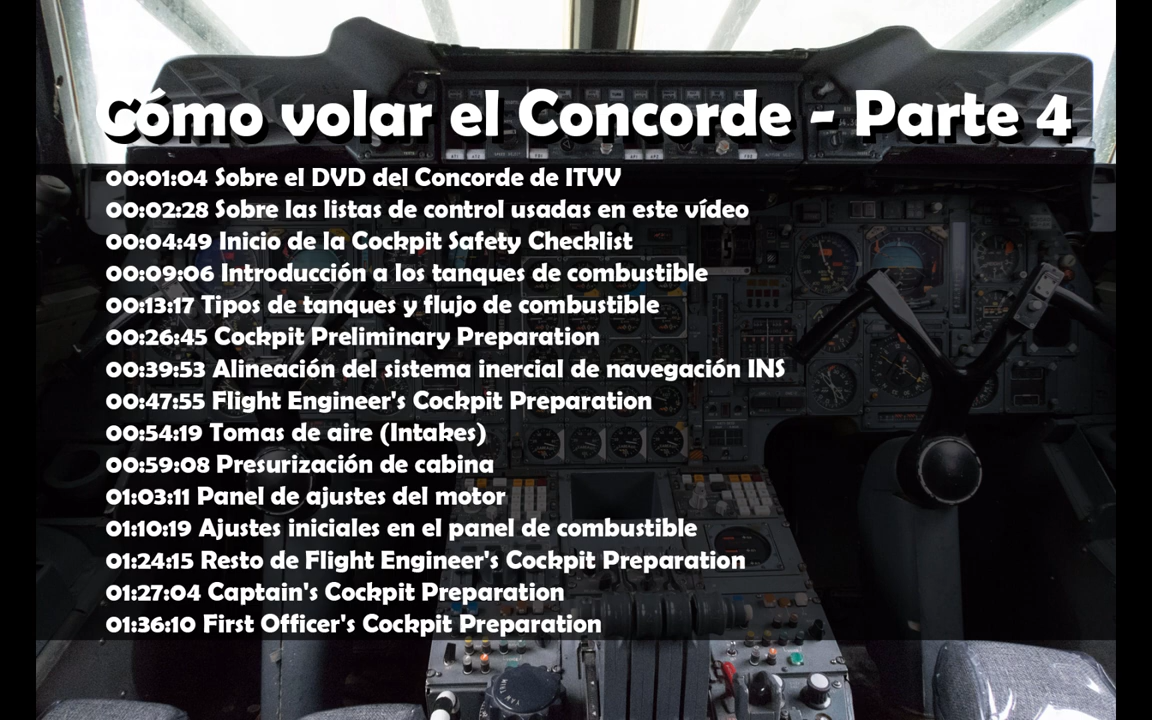 Cómo volar el Concorde - Parte 4
00:01:04 Sobre el DVD del Concorde de ITVV
00:02:28 Sobre las listas de control usadas en este vídeo
00:04:49 Inicio de la Cockpit Safety Checklist
00:09:06 Introducción a los tanques de combustible
00:13:17 Tipos de tanques y flujo de combustible
00:26:45 Cockpit Preliminary Preparation
00:39:53 Alineación del sistema inercial de navegación INS
00:47:55 Flight Engineer's Cockpit Preparation
00:54:19 Tomas de aire (Intakes)
00:59:08 Presurización de cabina
01:03:11 Panel de ajustes del motor
01:10:19 Ajustes iniciales en el panel de combustible
01:24:15 Resto de Flight Engineer's Cockpit Preparation
01:27:04 Captain's Cockpit Preparation
01:36:10 First Officer's Cockpit Preparation